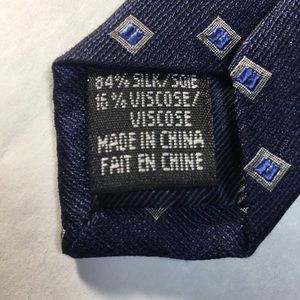 84% SILK/SOIE
16% VISCOSE/
VISCOSE
MADE IN CHINA
FAIT EN CHINE